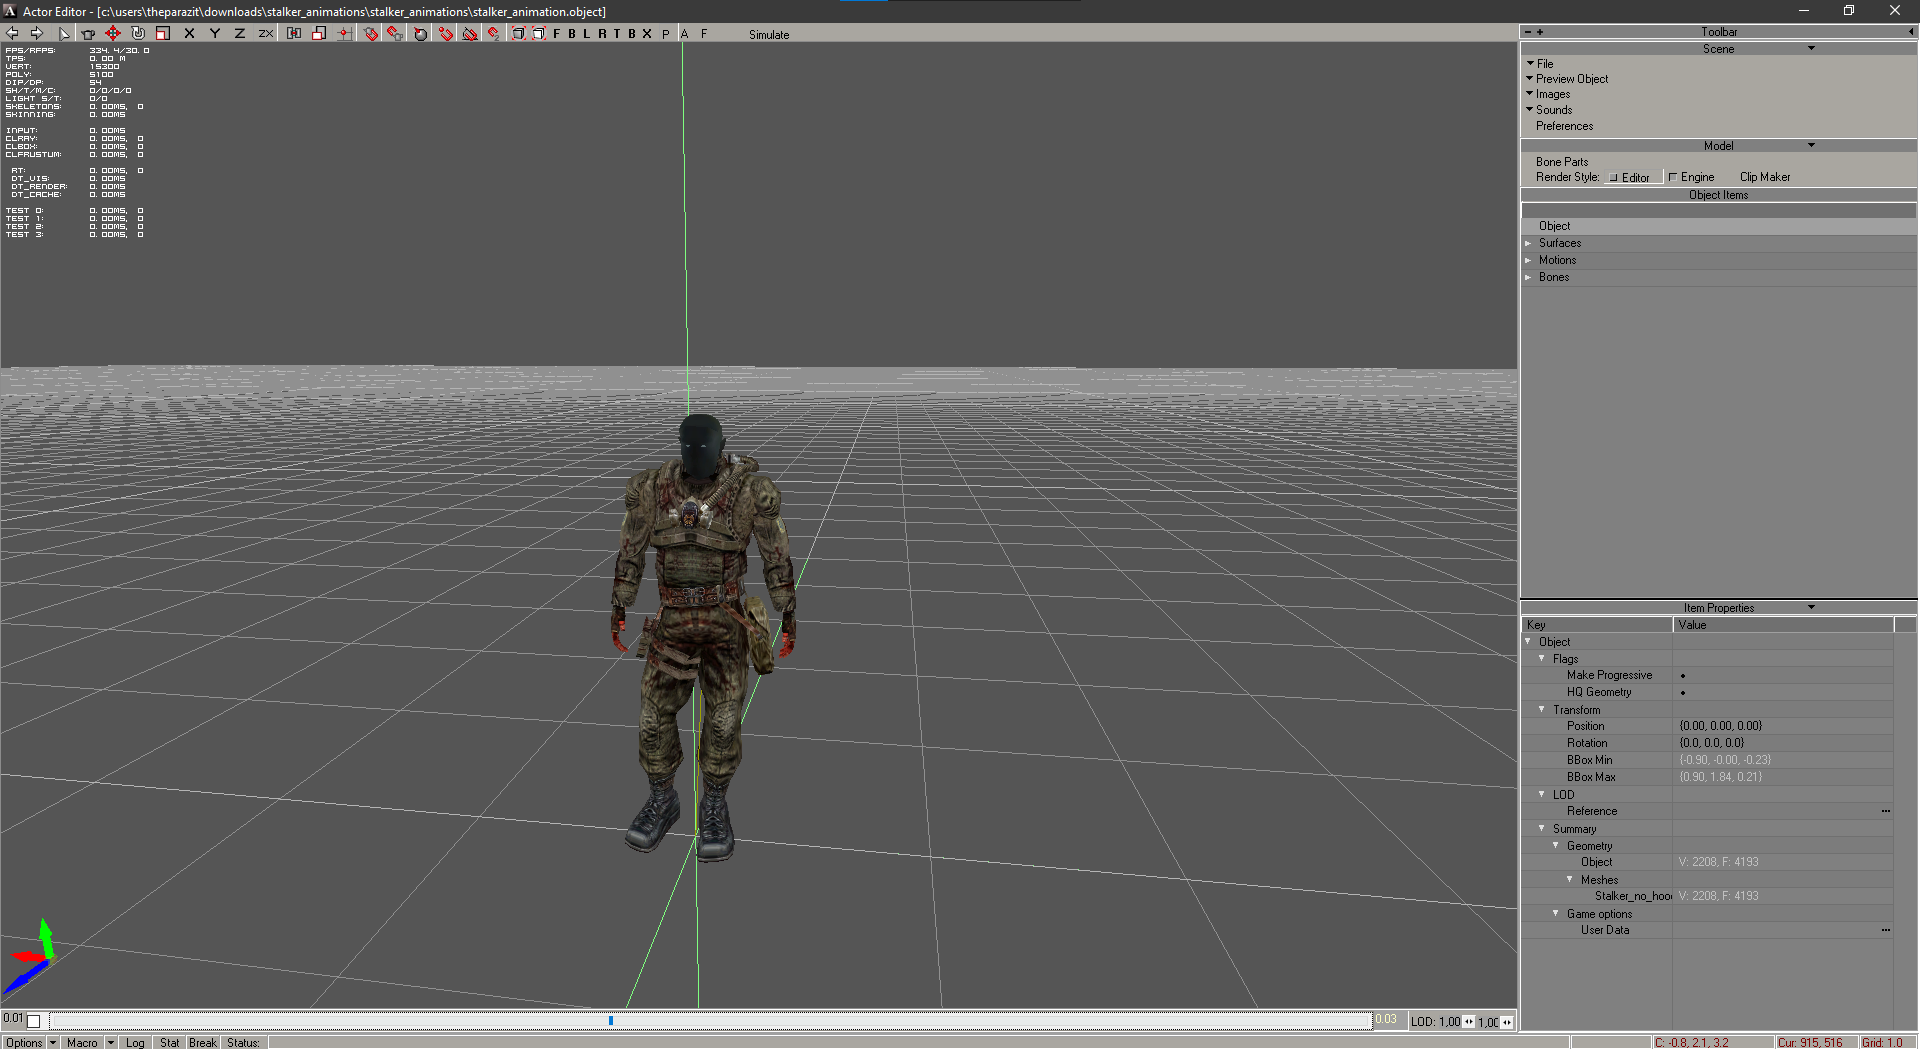 Actor Editor - [c:\users\theparazit\downloads\stalker_animations\stalker_animations\stalker_animation.object]
X Y Z ZX F B L R T B X P A F Simulate
FPS/RFPS: 334. 4/30. 0
TPS: 0. 00 M
VERT: 15300
POLY: 5100
DIP/DP: 54
SH/T/M/C: 0/0/0/0
LIGHT S/T: 0/0
SKELETONS: 0. 00MS, 0
SKINNING: 0. 00MS
INPUT: 0. 00MS
CLRAY: 0. 00MS, 0
CLBOX: 0. 00MS, 0
CLFRUSTUM: 0. 00MS, 0
RT: 0. 00MS, 0
DT_VIS: 0. 00MS
DT_RENDER: 0. 00MS
DT_CACHE: 0. 00MS
TEST 0: 0. 00MS, 0
TEST 1: 0. 00MS, 0
TEST 2: 0. 00MS, 0
TEST 3: 0. 00MS, 0
Toolbar
Scene
File
Preview Object
Images
Sounds
Preferences
Model
Bone Parts
Render Style: Editor Engine Clip Maker
Object Items
Object
Surfaces
Motions
Bones
Item Properties
Key Value
Object
Flags
Make Progressive
HQ Geometry
Transform
Position {0.00, 0.00, 0.00}
Rotation {0.0, 0.0, 0.0}
BBox Min {-0.90, -0.00, -0.23}
BBox Max {0.90, 1.84, 0.21}
LOD
Reference ...
Summary
Geometry
Object V: 2208, F: 4193
Meshes
Stalker_no_hoo V: 2208, F: 4193
Game options
User Data ...
0.01 0.03 LOD: 1,00 1,00
Options Macro Log Stat Break Status: C: -0.8, 2.1, 3.2 Cur: 915, 516 Grid: 1.0